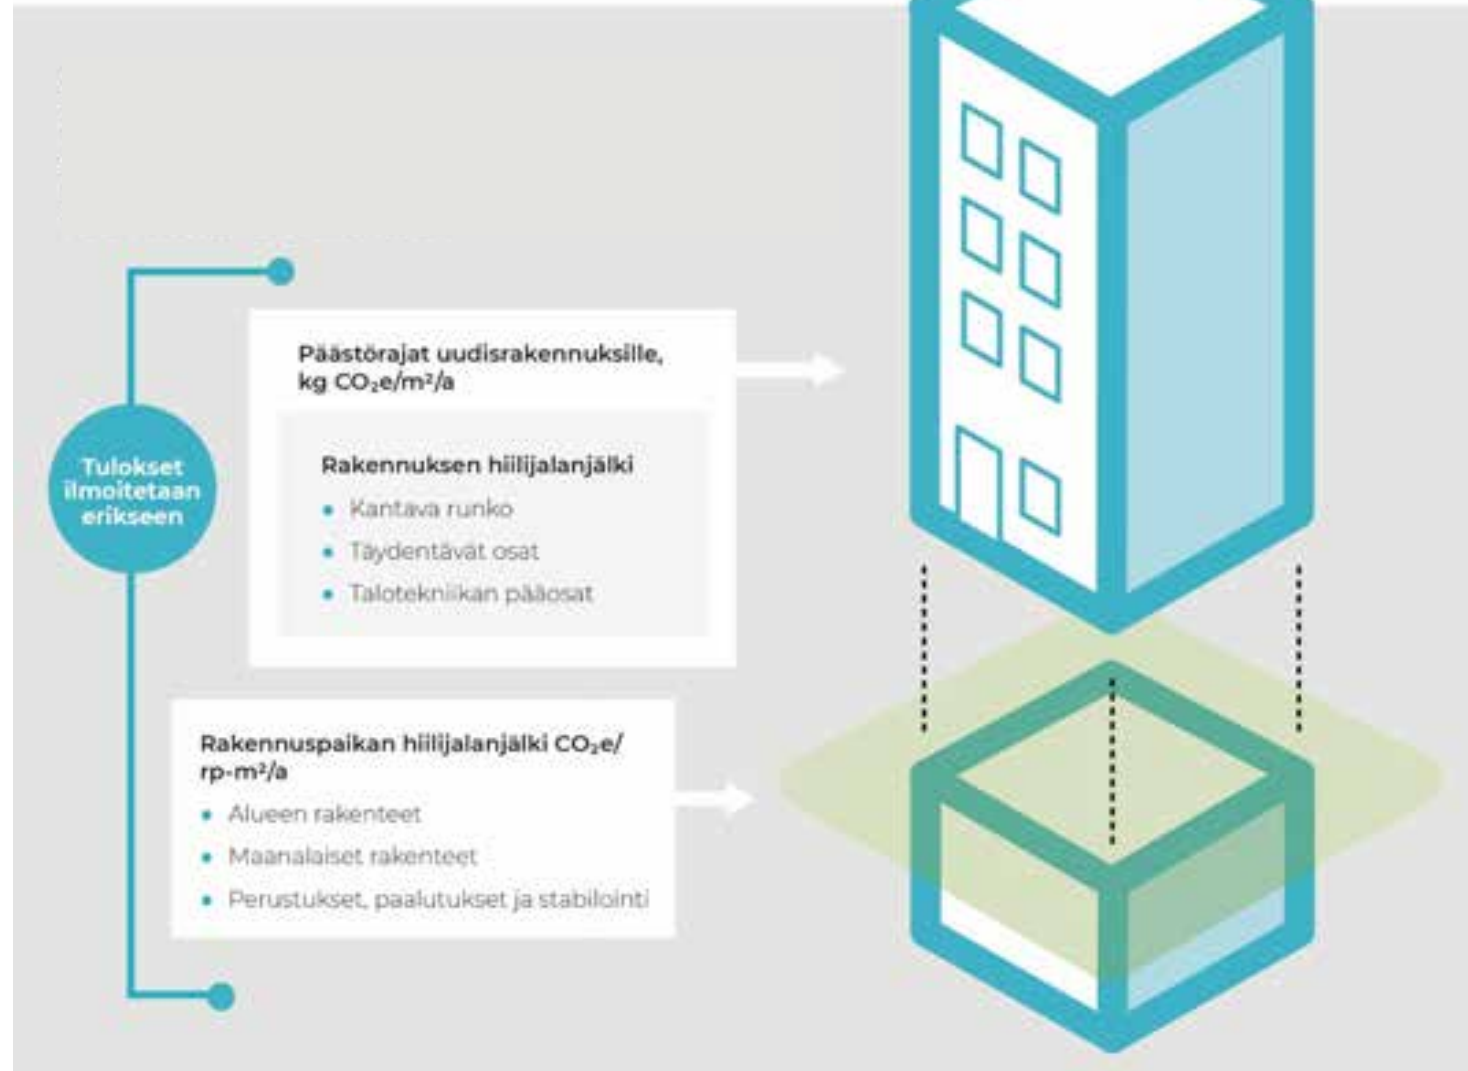 Päästörajat uudisrakennuksille,
kg CO₂e/m²/a
Rakennuksen hiilijalanjälki
• Kantava runko
• Täydentävät osat
• Talotekniikan pääosat
Tulokset
ilmoitetaan
erikseen
Rakennuspaikan hiilijalanjälki CO₂e/
rp-m²/a
• Alueen rakenteet
• Maanalaiset rakenteet
• Perustukset, paalutukset ja stabilointi